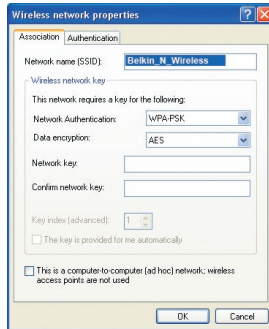 Wireless network properties
Association
Authentication
Network name (SSID):
Belkin_N_Wireless
Wireless network key
This network requires a key for the following:
Network Authentication:
WPA-PSK
Data encryption:
AES
Network key:
Confirm network key:
Key index (advanced):
1
The key is provided for me automatically
This is a computer-to-computer (ad hoc) network; wireless
access points are not used
OK
Cancel